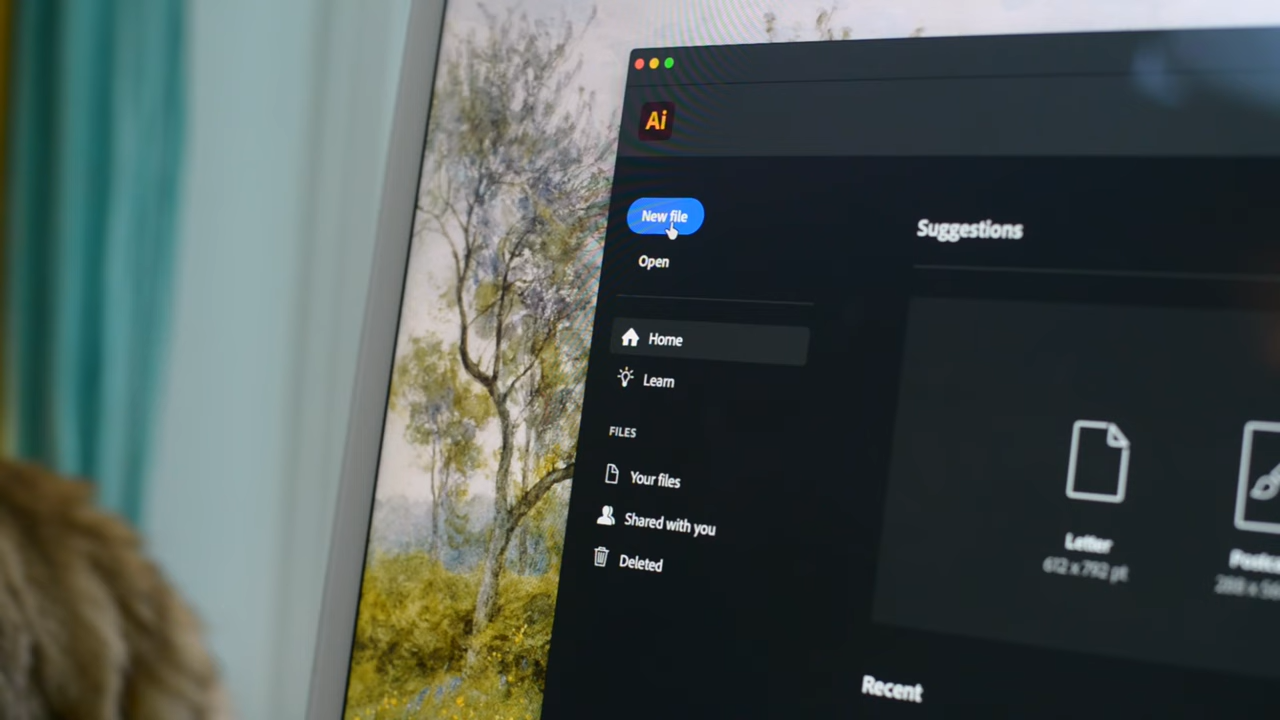 Ai
New file
Open
Suggestions
Home
Learn
FILES
Your files
Shared with you
Deleted
Letter
612 x 792 pt
Recent